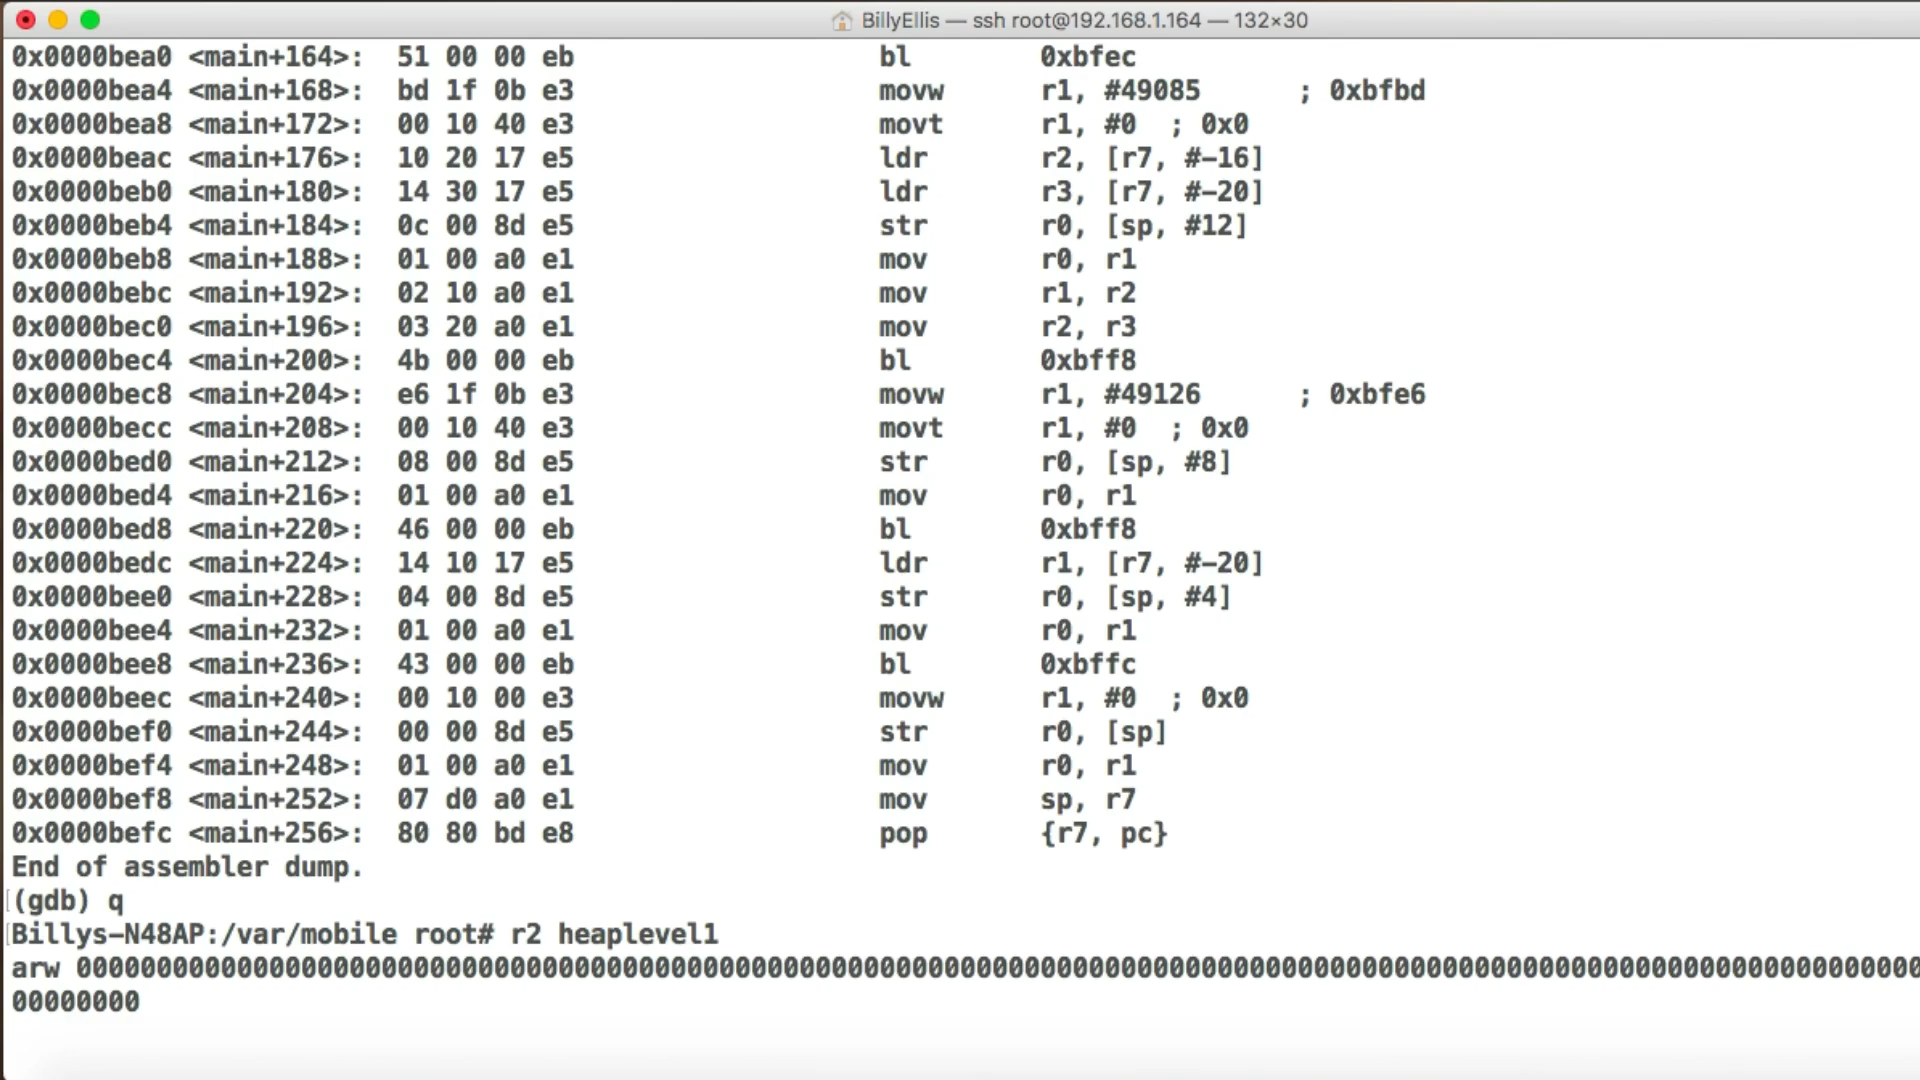 BillyEllis — ssh root@192.168.1.164 — 132×30
0x0000bea0 <main+164>: 51 00 00 eb bl 0xbfec
0x0000bea4 <main+168>: bd 1f 0b e3 movw r1, #49085 ; 0xbfbd
0x0000bea8 <main+172>: 00 10 40 e3 movt r1, #0 ; 0x0
0x0000beac <main+176>: 10 20 17 e5 ldr r2, [r7, #-16]
0x0000beb0 <main+180>: 14 30 17 e5 ldr r3, [r7, #-20]
0x0000beb4 <main+184>: 0c 00 8d e5 str r0, [sp, #12]
0x0000beb8 <main+188>: 01 00 a0 e1 mov r0, r1
0x0000bebc <main+192>: 02 10 a0 e1 mov r1, r2
0x0000bec0 <main+196>: 03 20 a0 e1 mov r2, r3
0x0000bec4 <main+200>: 4b 00 00 eb bl 0xbff8
0x0000bec8 <main+204>: e6 1f 0b e3 movw r1, #49126 ; 0xbfe6
0x0000becc <main+208>: 00 10 40 e3 movt r1, #0 ; 0x0
0x0000bed0 <main+212>: 08 00 8d e5 str r0, [sp, #8]
0x0000bed4 <main+216>: 01 00 a0 e1 mov r0, r1
0x0000bed8 <main+220>: 46 00 00 eb bl 0xbff8
0x0000bedc <main+224>: 14 10 17 e5 ldr r1, [r7, #-20]
0x0000bee0 <main+228>: 04 00 8d e5 str r0, [sp, #4]
0x0000bee4 <main+232>: 01 00 a0 e1 mov r0, r1
0x0000bee8 <main+236>: 43 00 00 eb bl 0xbffc
0x0000beec <main+240>: 00 10 00 e3 movw r1, #0 ; 0x0
0x0000bef0 <main+244>: 00 00 8d e5 str r0, [sp]
0x0000bef4 <main+248>: 01 00 a0 e1 mov r0, r1
0x0000bef8 <main+252>: 07 d0 a0 e1 mov sp, r7
0x0000befc <main+256>: 80 80 bd e8 pop {r7, pc}
End of assembler dump.
(gdb) q
Billys-N48AP:/var/mobile root# r2 heaplevel1
arw 0000000000000000000000000000000000000000000000000000000000000000000000000000000000000000000000000000000000000000000
00000000